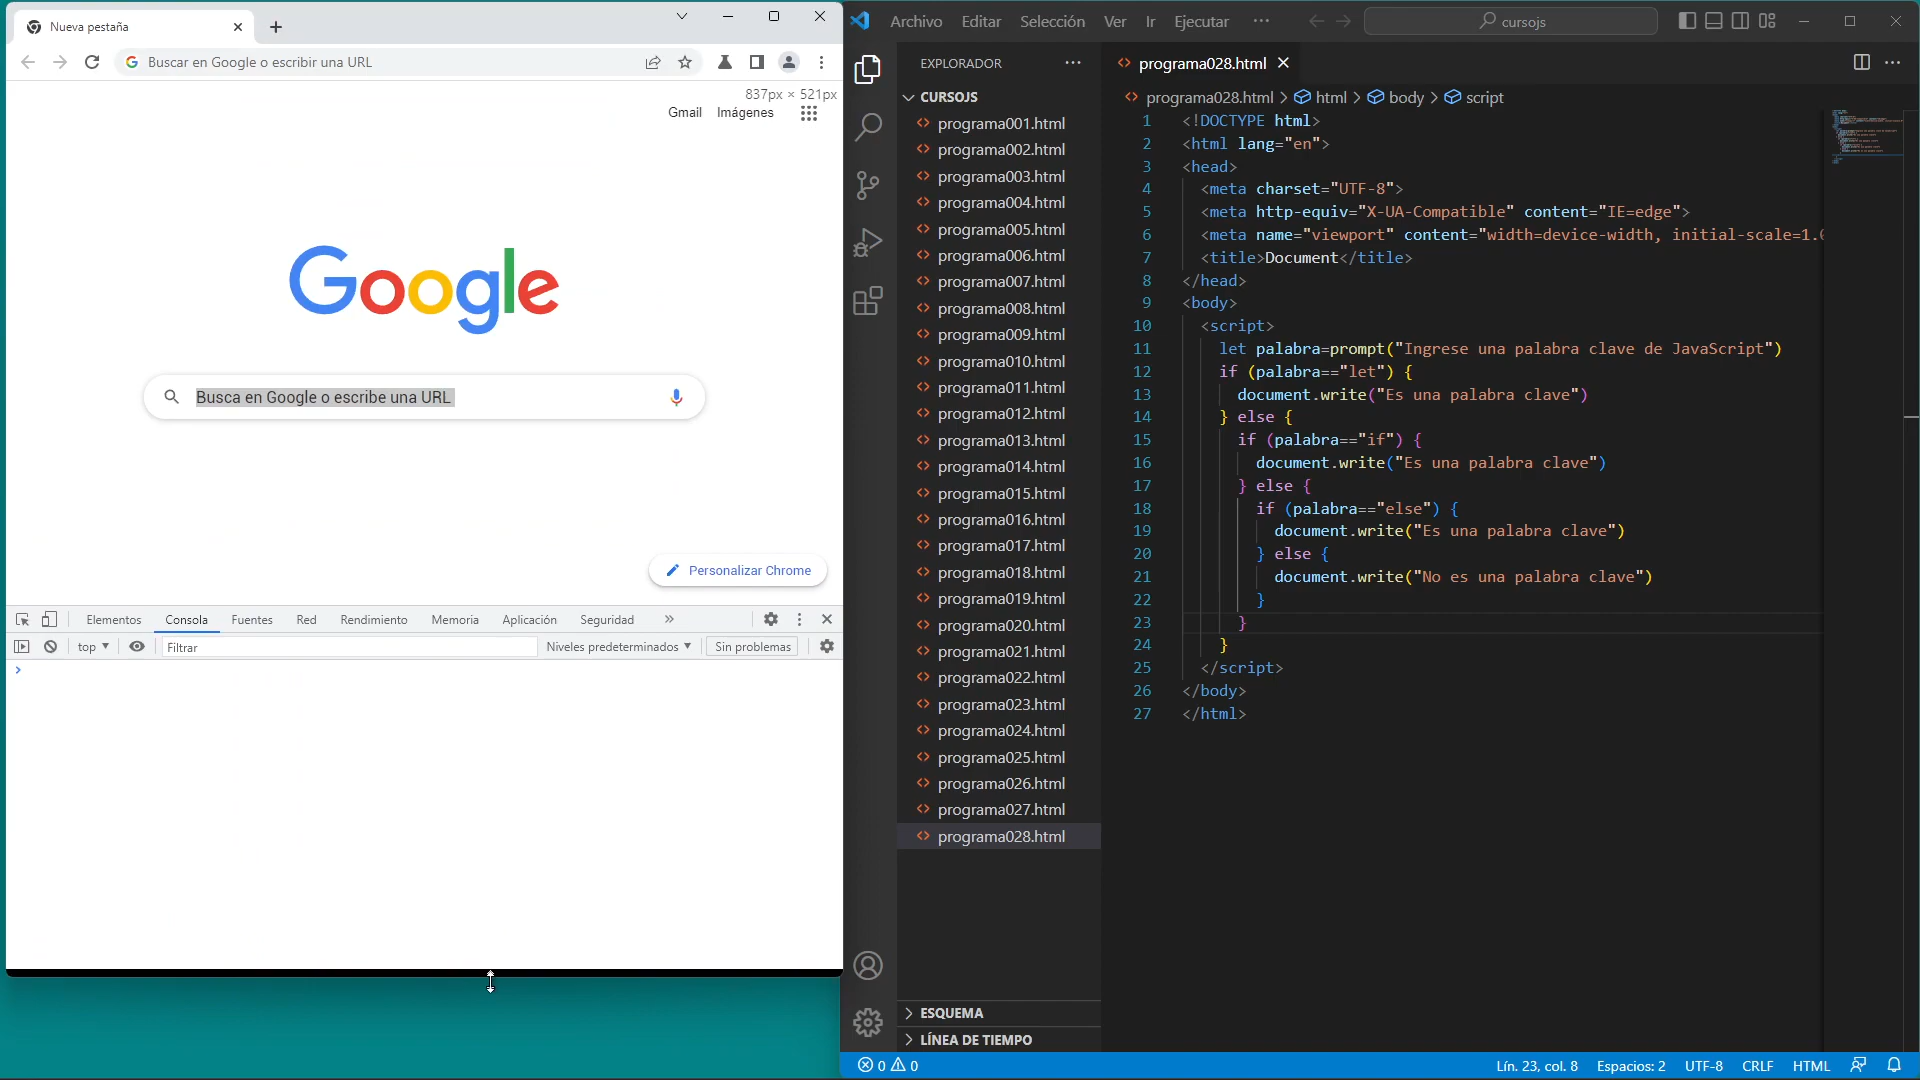 Nueva pestaña
Buscar en Google o escribir una URL
837px × 521px
Gmail Imágenes
Google
Busca en Google o escribe una URL
Personalizar Chrome
Elementos Consola Fuentes Red Rendimiento Memoria Aplicación Seguridad »
top Filtrar Niveles predeterminados Sin problemas
Archivo Editar Selección Ver Ir Ejecutar ··· cursojs
EXPLORADOR
CURSOJS
programa001.html
programa002.html
programa003.html
programa004.html
programa005.html
programa006.html
programa007.html
programa008.html
programa009.html
programa010.html
programa011.html
programa012.html
programa013.html
programa014.html
programa015.html
programa016.html
programa017.html
programa018.html
programa019.html
programa020.html
programa021.html
programa022.html
programa023.html
programa024.html
programa025.html
programa026.html
programa027.html
programa028.html
ESQUEMA
LÍNEA DE TIEMPO
programa028.html
programa028.html > html > body > script
1 <!DOCTYPE html>
2 <html lang="en">
3 <head>
4 <meta charset="UTF-8">
5 <meta http-equiv="X-UA-Compatible" content="IE=edge">
6 <meta name="viewport" content="width=device-width, initial-scale=1.0
7 <title>Document</title>
8 </head>
9 <body>
10 <script>
11 let palabra=prompt("Ingrese una palabra clave de JavaScript")
12 if (palabra=="let") {
13 document.write("Es una palabra clave")
14 } else {
15 if (palabra=="if") {
16 document.write("Es una palabra clave")
17 } else {
18 if (palabra=="else") {
19 document.write("Es una palabra clave")
20 } else {
21 document.write("No es una palabra clave")
22 }
23 }
24 }
25 </script>
26 </body>
27 </html>
0 0 Lín. 23, col. 8 Espacios: 2 UTF-8 CRLF HTML